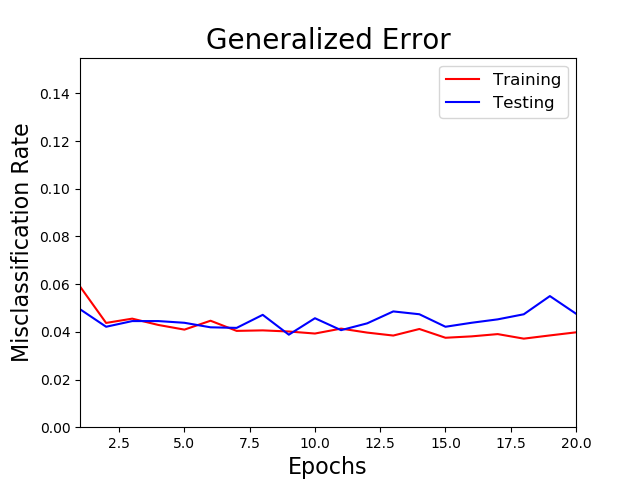 Generalized Error
Training
Testing
Misclassification Rate
0.14
0.12
0.10
0.08
0.06
0.04
0.02
0.00
2.5 5.0 7.5 10.0 12.5 15.0 17.5 20.0
Epochs